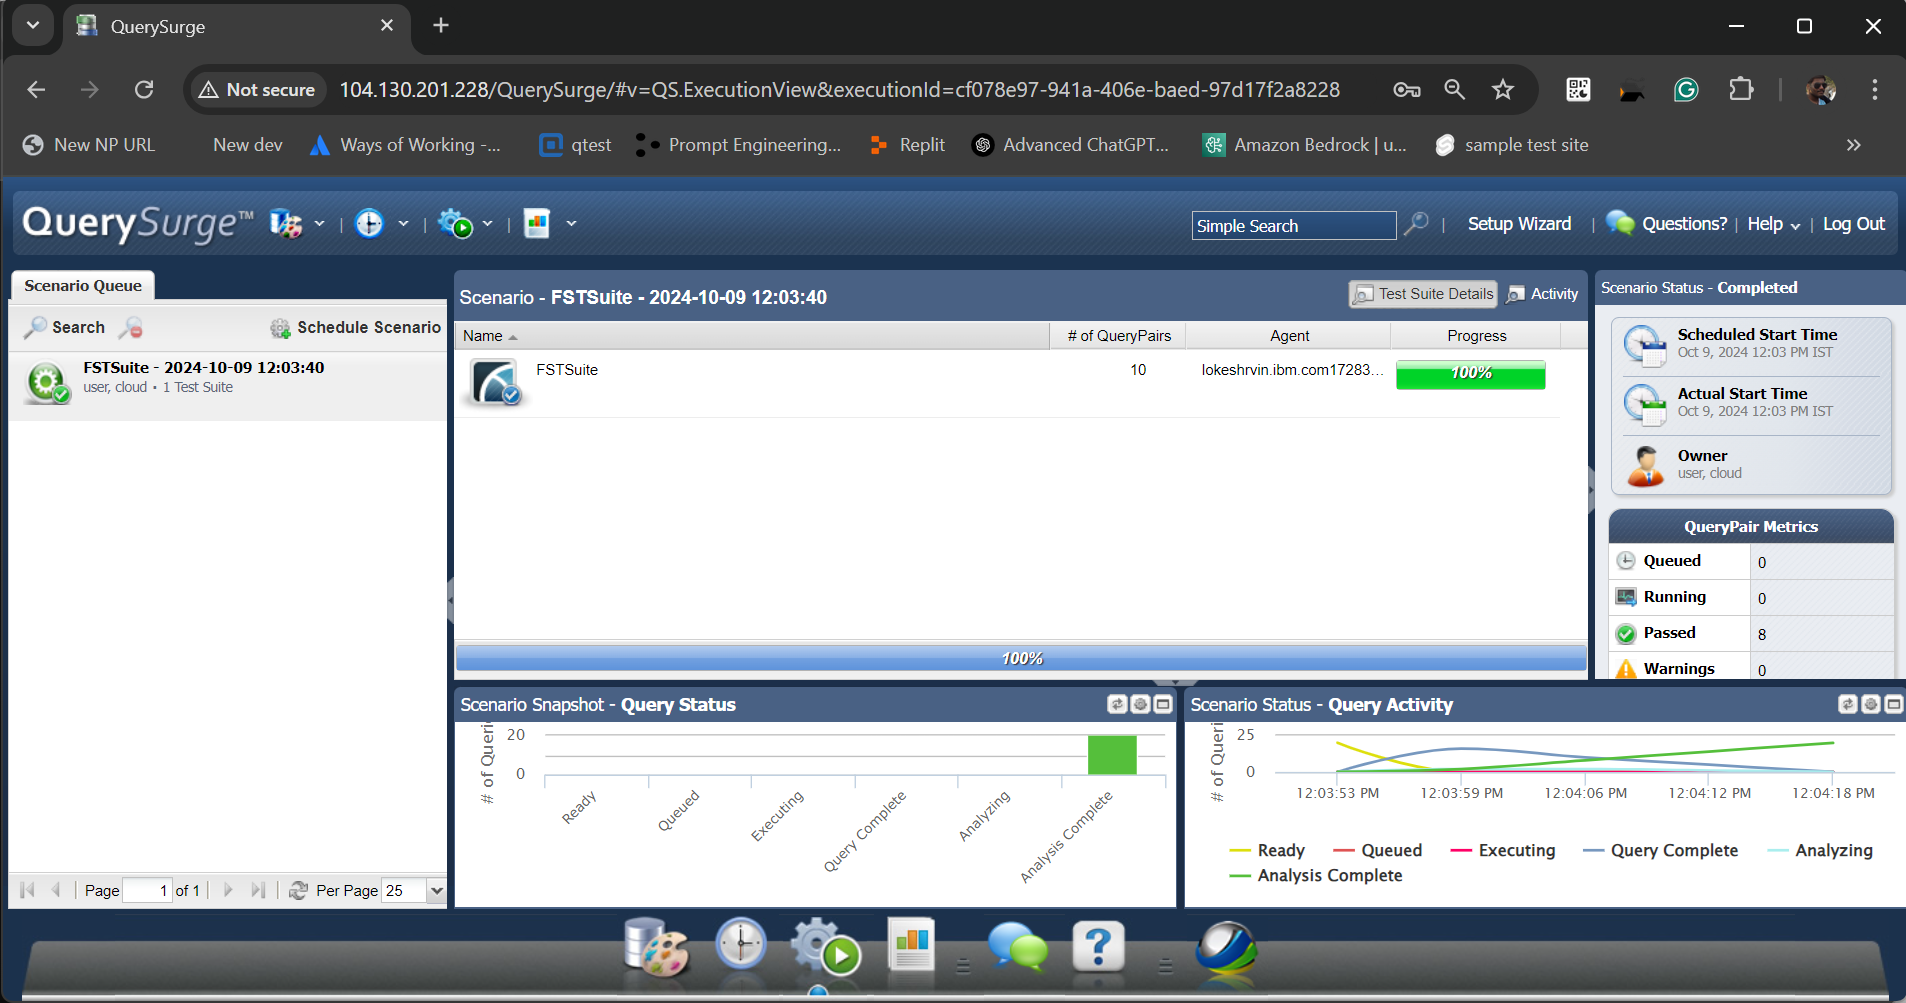 QuerySurge
Not secure
104.130.201.228/QuerySurge/#v=QS.ExecutionView&executionId=cf078e97-941a-406e-baed-97d17f2a8228
New NP URL
New dev
Ways of Working -...
qtest
Prompt Engineering...
Replit
Advanced ChatGPT...
Amazon Bedrock | u...
sample test site
QuerySurge™
Simple Search
Setup Wizard
Questions?
Help
Log Out
Scenario Queue
Search
Schedule Scenario
FSTSuite - 2024-10-09 12:03:40
user, cloud • 1 Test Suite
Page 1 of 1
Per Page 25
Scenario - FSTSuite - 2024-10-09 12:03:40
Test Suite Details
Activity
Name
# of QueryPairs
Agent
Progress
FSTSuite
10
lokeshrvin.ibm.com17283...
100%
100%
Scenario Status - Completed
Scheduled Start Time
Oct 9, 2024 12:03 PM IST
Actual Start Time
Oct 9, 2024 12:03 PM IST
Owner
user, cloud
QueryPair Metrics
Queued 0
Running 0
Passed 8
Warnings 0
Scenario Snapshot - Query Status
# of Queri
20
0
Ready
Queued
Executing
Query Complete
Analyzing
Analysis Complete
Scenario Status - Query Activity
# of Queri
25
0
12:03:53 PM
12:03:59 PM
12:04:06 PM
12:04:12 PM
12:04:18 PM
Ready
Queued
Executing
Query Complete
Analyzing
Analysis Complete